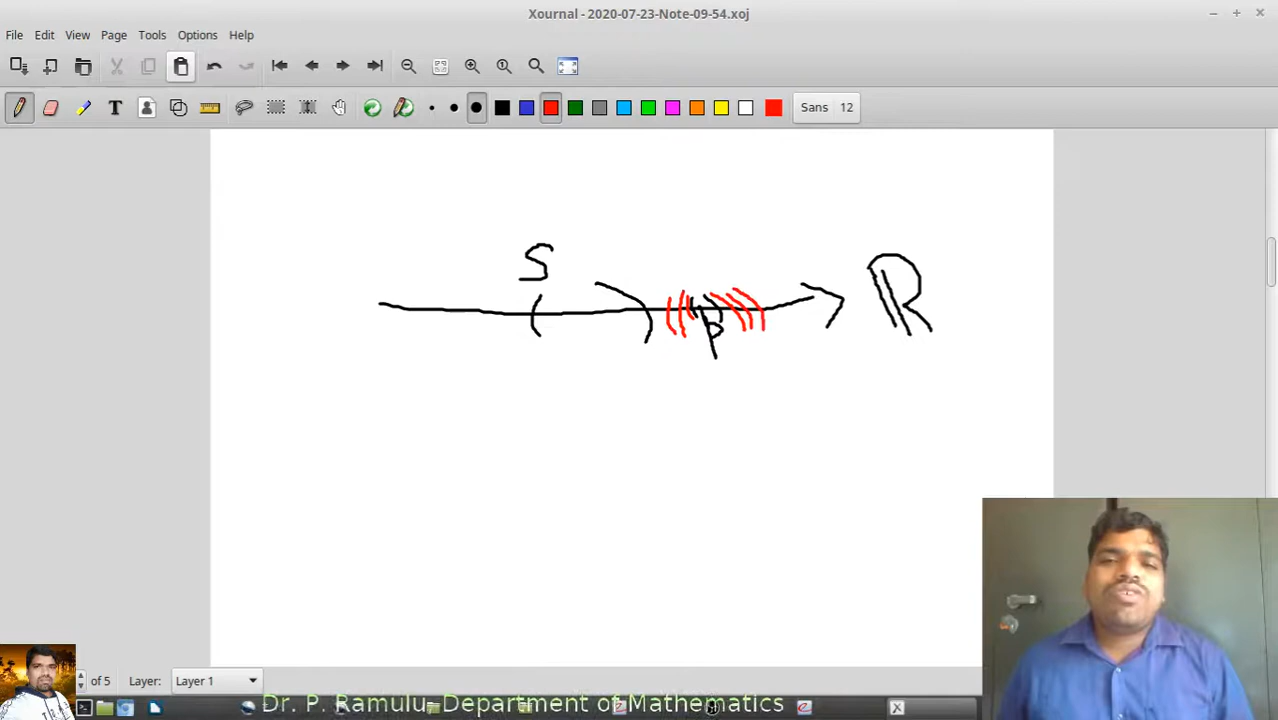 Xournal - 2020-07-23-Note-09-54.xoj
File Edit View Page Tools Options Help
Sans 12
S
ℝ
p
of 5 Layer: Layer 1
Dr. P. Ramulu- Department of Mathematics